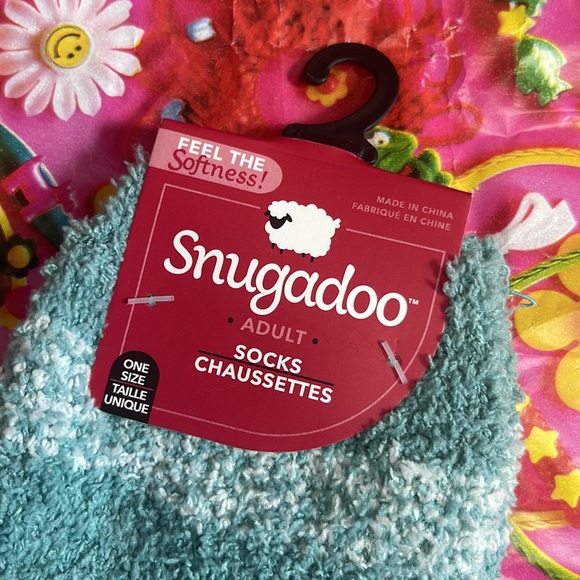 FEEL THE
Softness!
MADE IN CHINA
FABRIQUÉ EN CHINE
Snugadoo™
• ADULT •
SOCKS
CHAUSSETTES
ONE
SIZE
TAILLE
UNIQUE